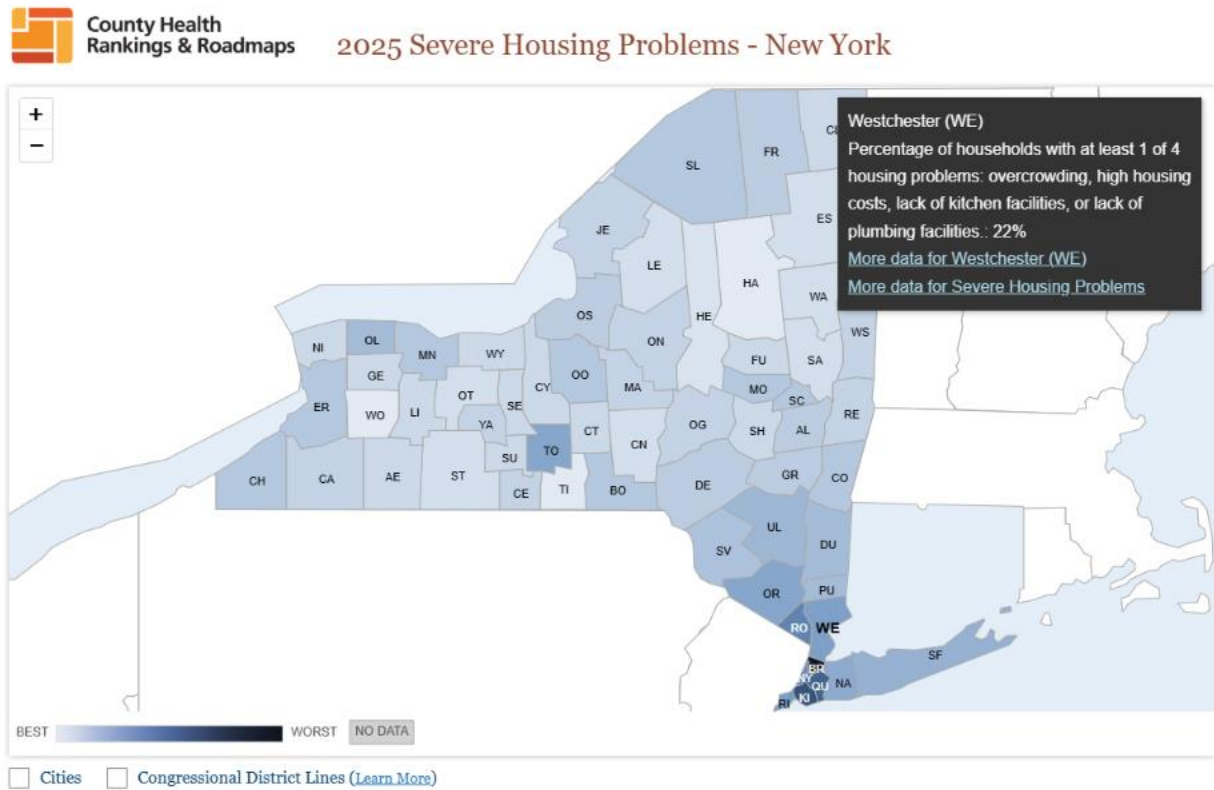 County Health
Rankings & Roadmaps
2025 Severe Housing Problems - New York
+
−
Westchester (WE)
Percentage of households with at least 1 of 4
housing problems: overcrowding, high housing
costs, lack of kitchen facilities, or lack of
plumbing facilities.: 22%
More data for Westchester (WE)
More data for Severe Housing Problems
SL
FR
JE
LE
ES
HA
WA
HE
OS
ON
WS
NI
OL
MN
WY
FU
SA
GE
CY
OO
MA
MO
SC
ER
WO
LI
OT
SE
YA
CT
OG
SH
AL
RE
CN
TO
SU
CH
CA
AE
ST
CE
TI
BO
DE
GR
CO
UL
SV
DU
OR
PU
RO
WE
SF
BR
NY
QU
NA
KI
RI
BEST
WORST
NO DATA
Cities
Congressional District Lines (Learn More)